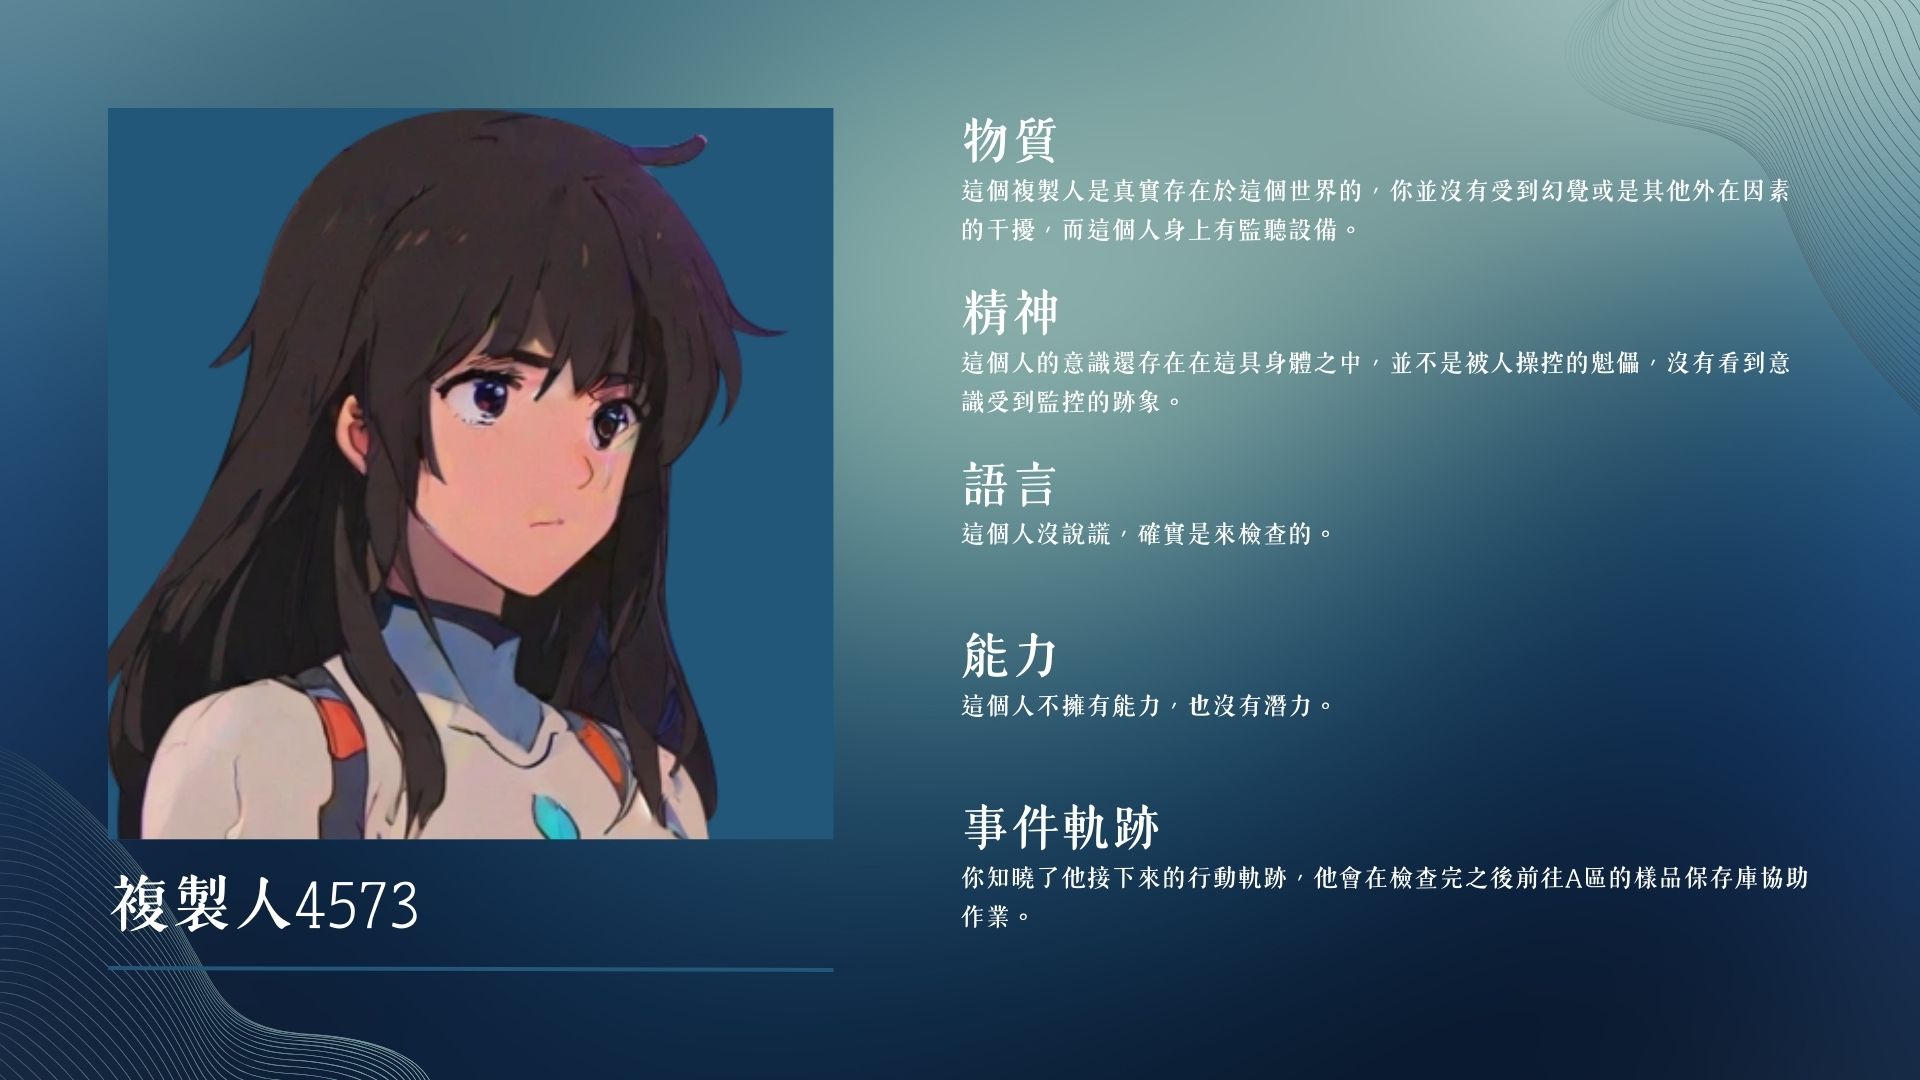 物質
這個複製人是真實存在於這個世界的，你並沒有受到幻覺或是其他外在因素
的干擾，而這個人身上有監聽設備。
精神
這個人的意識還存在在這具身體之中，並不是被人操控的魁儡，沒有看到意
識受到監控的跡象。
語言
這個人沒說謊，確實是來檢查的。
能力
這個人不擁有能力，也沒有潛力。
事件軌跡
你知曉了他接下來的行動軌跡，他會在檢查完之後前往A區的樣品保存庫協助
作業。
複製人4573